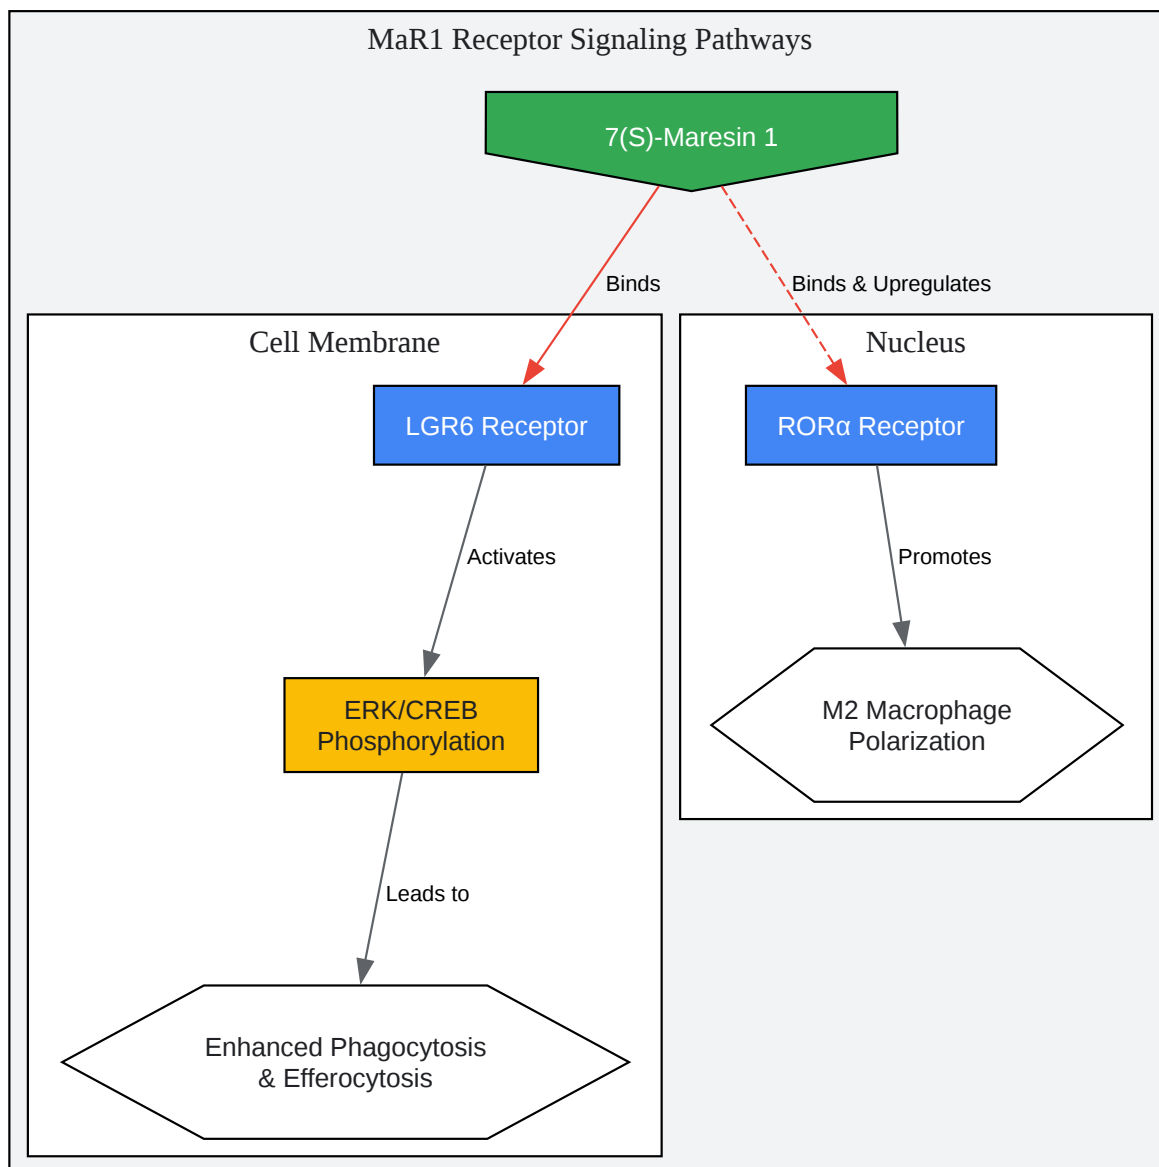 MaR1 Receptor Signaling Pathways
7(S)-Maresin 1
Binds
Binds & Upregulates
Cell Membrane
Nucleus
LGR6 Receptor
RORα Receptor
Activates
Promotes
ERK/CREB
Phosphorylation
M2 Macrophage
Polarization
Leads to
Enhanced Phagocytosis
& Efferocytosis